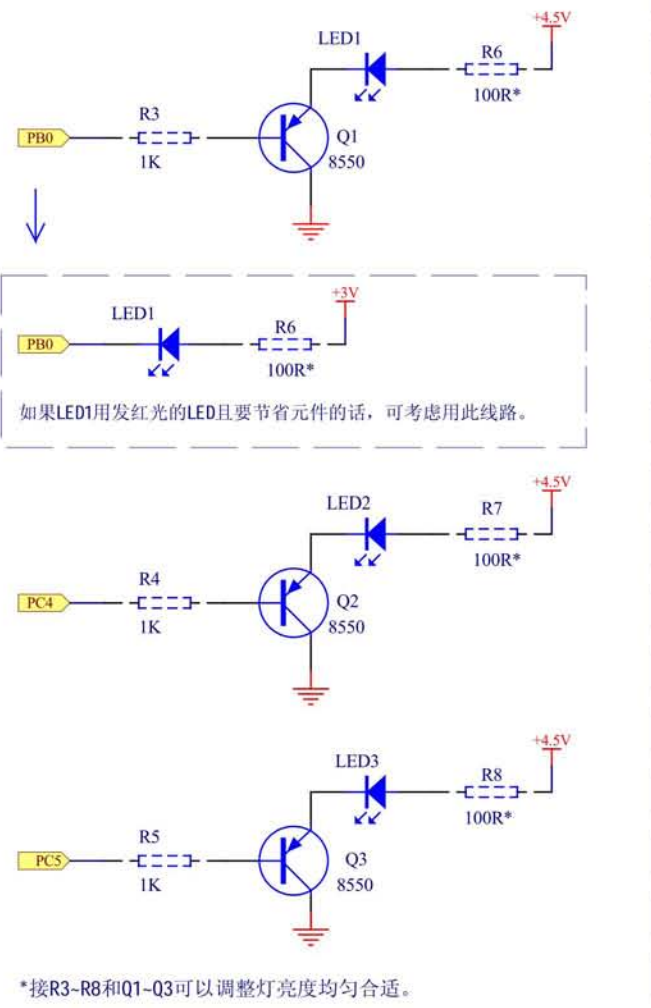 +4.5V
LED1
R6
100R*
R3
PB0
1K
Q1
8550
+3V
LED1
R6
PB0
100R*
如果LED1用发红光的LED且要节省元件的话，可考虑用此线路。
+4.5V
LED2
R7
100R*
R4
PC4
1K
Q2
8550
+4.5V
LED3
R8
100R*
R5
PC5
1K
Q3
8550
*接R3~R8和Q1~Q3可以调整灯亮度均匀合适。